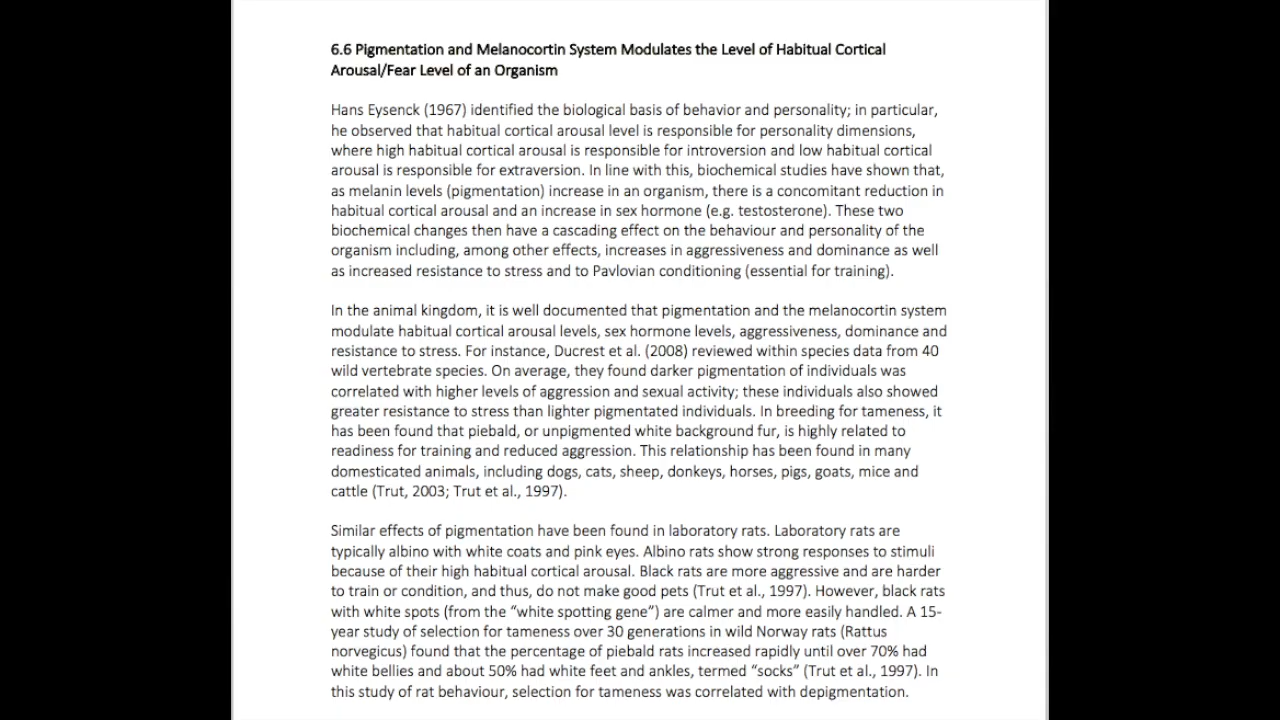 6.6 Pigmentation and Melanocortin System Modulates the Level of Habitual Cortical
Arousal/Fear Level of an Organism
Hans Eysenck (1967) identified the biological basis of behavior and personality; in particular,
he observed that habitual cortical arousal level is responsible for personality dimensions,
where high habitual cortical arousal is responsible for introversion and low habitual cortical
arousal is responsible for extraversion. In line with this, biochemical studies have shown that,
as melanin levels (pigmentation) increase in an organism, there is a concomitant reduction in
habitual cortical arousal and an increase in sex hormone (e.g. testosterone). These two
biochemical changes then have a cascading effect on the behaviour and personality of the
organism including, among other effects, increases in aggressiveness and dominance as well
as increased resistance to stress and to Pavlovian conditioning (essential for training).
In the animal kingdom, it is well documented that pigmentation and the melanocortin system
modulate habitual cortical arousal levels, sex hormone levels, aggressiveness, dominance and
resistance to stress. For instance, Ducrest et al. (2008) reviewed within species data from 40
wild vertebrate species. On average, they found darker pigmentation of individuals was
correlated with higher levels of aggression and sexual activity; these individuals also showed
greater resistance to stress than lighter pigmentated individuals. In breeding for tameness, it
has been found that piebald, or unpigmented white background fur, is highly related to
readiness for training and reduced aggression. This relationship has been found in many
domesticated animals, including dogs, cats, sheep, donkeys, horses, pigs, goats, mice and
cattle (Trut, 2003; Trut et al., 1997).
Similar effects of pigmentation have been found in laboratory rats. Laboratory rats are
typically albino with white coats and pink eyes. Albino rats show strong responses to stimuli
because of their high habitual cortical arousal. Black rats are more aggressive and are harder
to train or condition, and thus, do not make good pets (Trut et al., 1997). However, black rats
with white spots (from the “white spotting gene”) are calmer and more easily handled. A 15-
year study of selection for tameness over 30 generations in wild Norway rats (Rattus
norvegicus) found that the percentage of piebald rats increased rapidly until over 70% had
white bellies and about 50% had white feet and ankles, termed “socks” (Trut et al., 1997). In
this study of rat behaviour, selection for tameness was correlated with depigmentation.